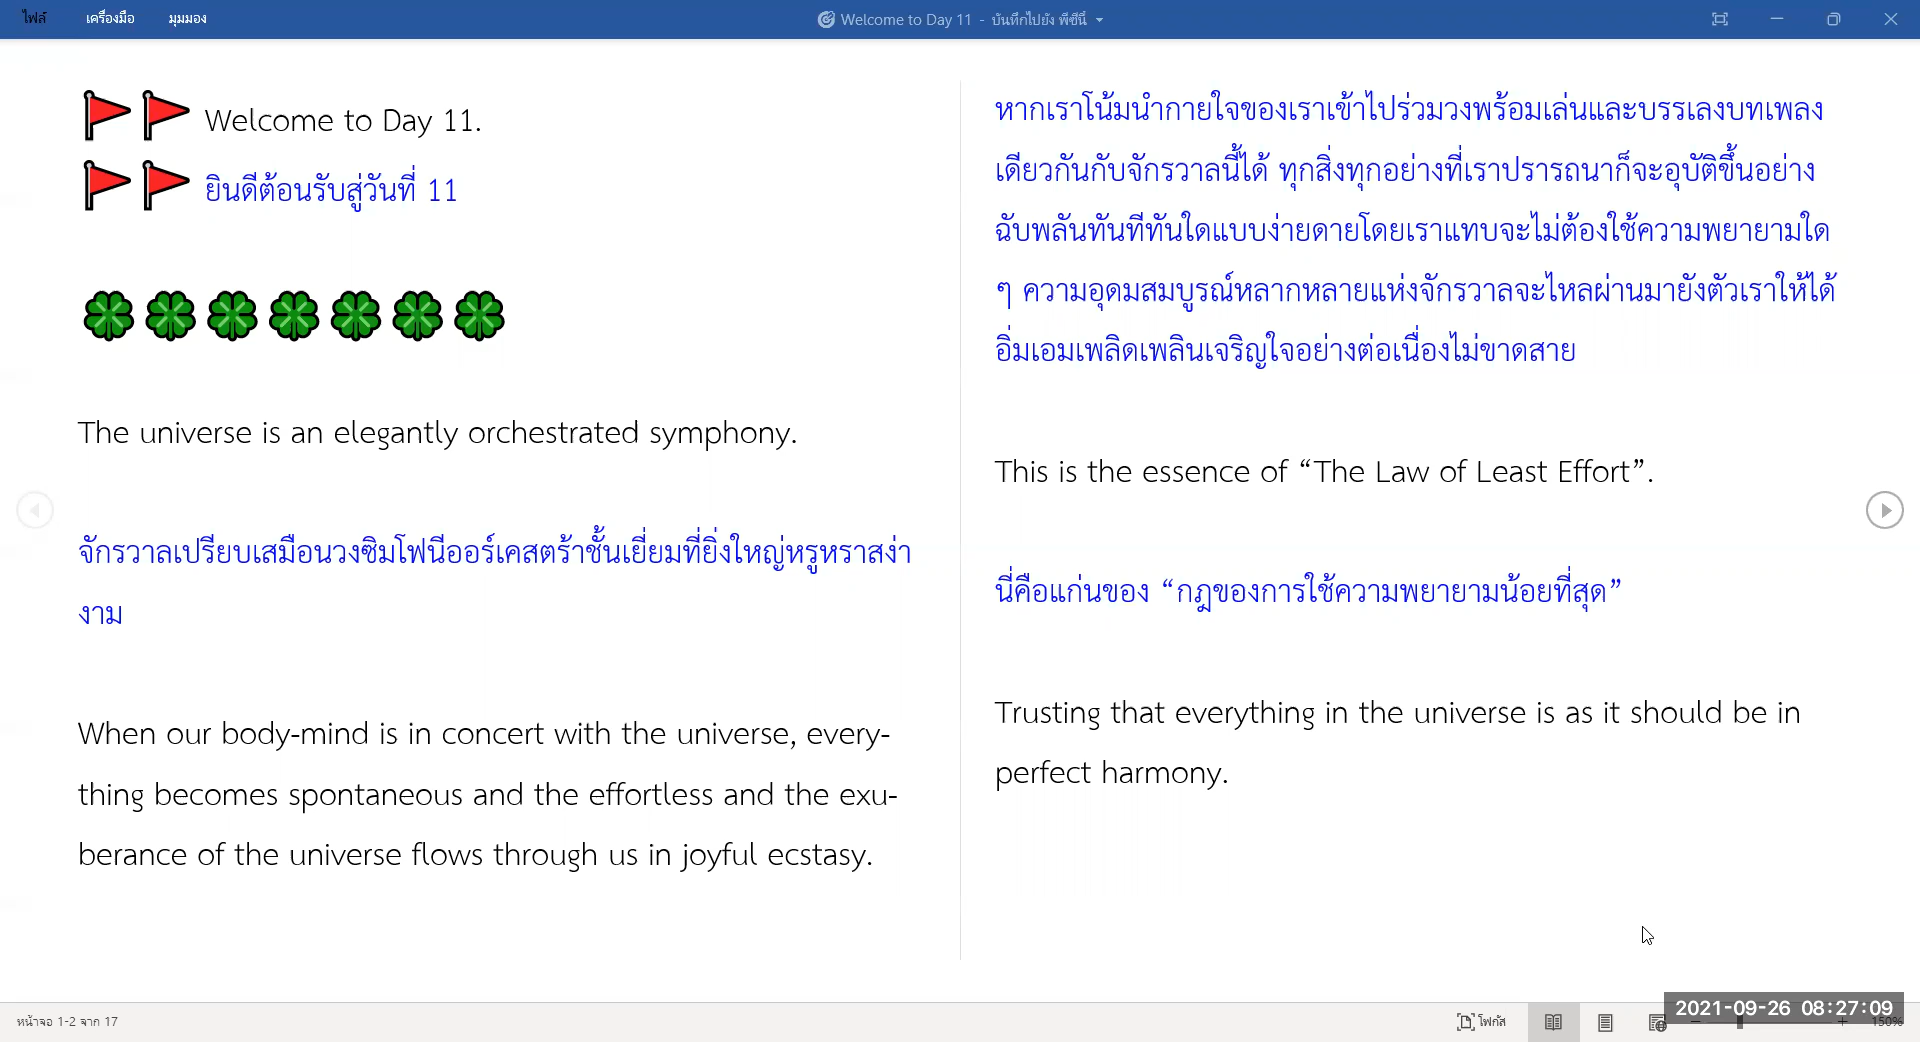 ไฟล์ เครื่องมือ มุมมอง
Welcome to Day 11 - บันทึกไปยัง พีซีนี้
Welcome to Day 11.
ยินดีต้อนรับสู่วันที่ 11
The universe is an elegantly orchestrated symphony.
จักรวาลเปรียบเสมือนวงซิมโฟนีออร์เคสตร้าชั้นเยี่ยมที่ยิ่งใหญ่หรูหราสง่า
งาม
When our body-mind is in concert with the universe, every-
thing becomes spontaneous and the effortless and the exu-
berance of the universe flows through us in joyful ecstasy.
หากเราโน้มนำกายใจของเราเข้าไปร่วมวงพร้อมเล่นและบรรเลงบทเพลง
เดียวกันกับจักรวาลนี้ได้ ทุกสิ่งทุกอย่างที่เราปรารถนาก็จะอุบัติขึ้นอย่าง
ฉับพลันทันทีทันใดแบบง่ายดายโดยเราแทบจะไม่ต้องใช้ความพยายามใด
ๆ ความอุดมสมบูรณ์หลากหลายแห่งจักรวาลจะไหลผ่านมายังตัวเราให้ได้
อิ่มเอมเพลิดเพลินเจริญใจอย่างต่อเนื่องไม่ขาดสาย
This is the essence of “The Law of Least Effort”.
นี่คือแก่นของ “กฎของการใช้ความพยายามน้อยที่สุด”
Trusting that everything in the universe is as it should be in
perfect harmony.
หน้าจอ 1-2 จาก 17
โฟกัส
2021-09-26 08:27:09
150%